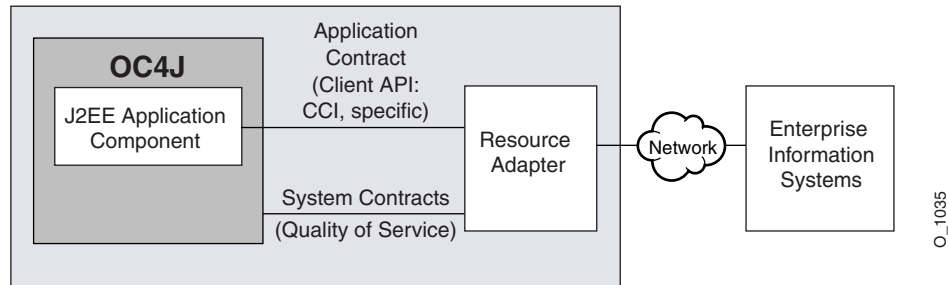 OC4J
J2EE Application
Component
Application
Contract
(Client API:
CCI, specific)
System Contracts
(Quality of Service)
Resource
Adapter
Network
Enterprise
Information
Systems
O_1035